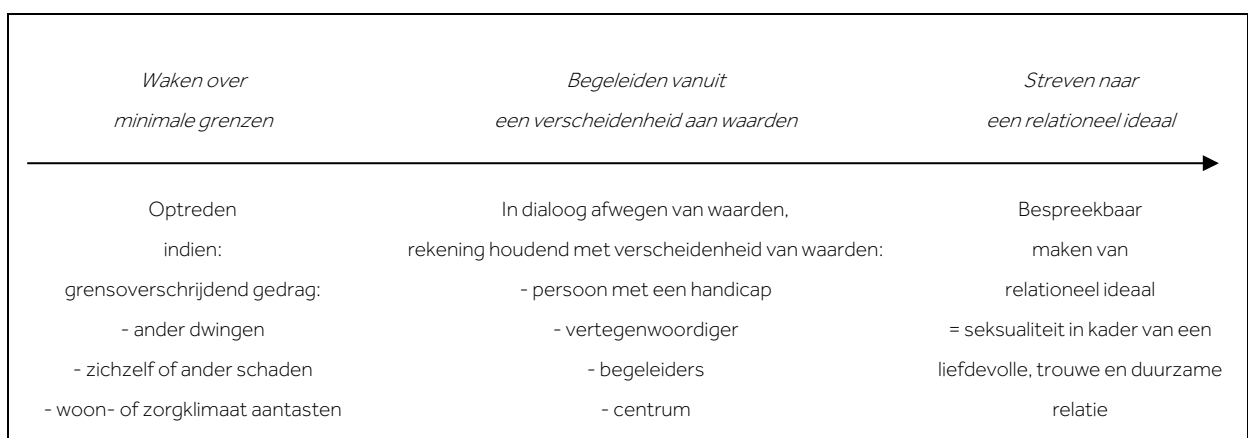 Waken over
minimale grenzen
Begeleiden vanuit
een verscheidenheid aan waarden
Streven naar
een relationeel ideaal
Optreden
indien:
grensoverschrijdend gedrag:
- ander dwingen
- zichzelf of ander schaden
- woon- of zorgklimaat aantasten
In dialoog afwegen van waarden,
rekening houdend met verscheidenheid van waarden:
- persoon met een handicap
- vertegenwoordiger
- begeleiders
- centrum
Bespreekbaar
maken van
relationeel ideaal
= seksualiteit in kader van een
liefdevolle, trouwe en duurzame
relatie